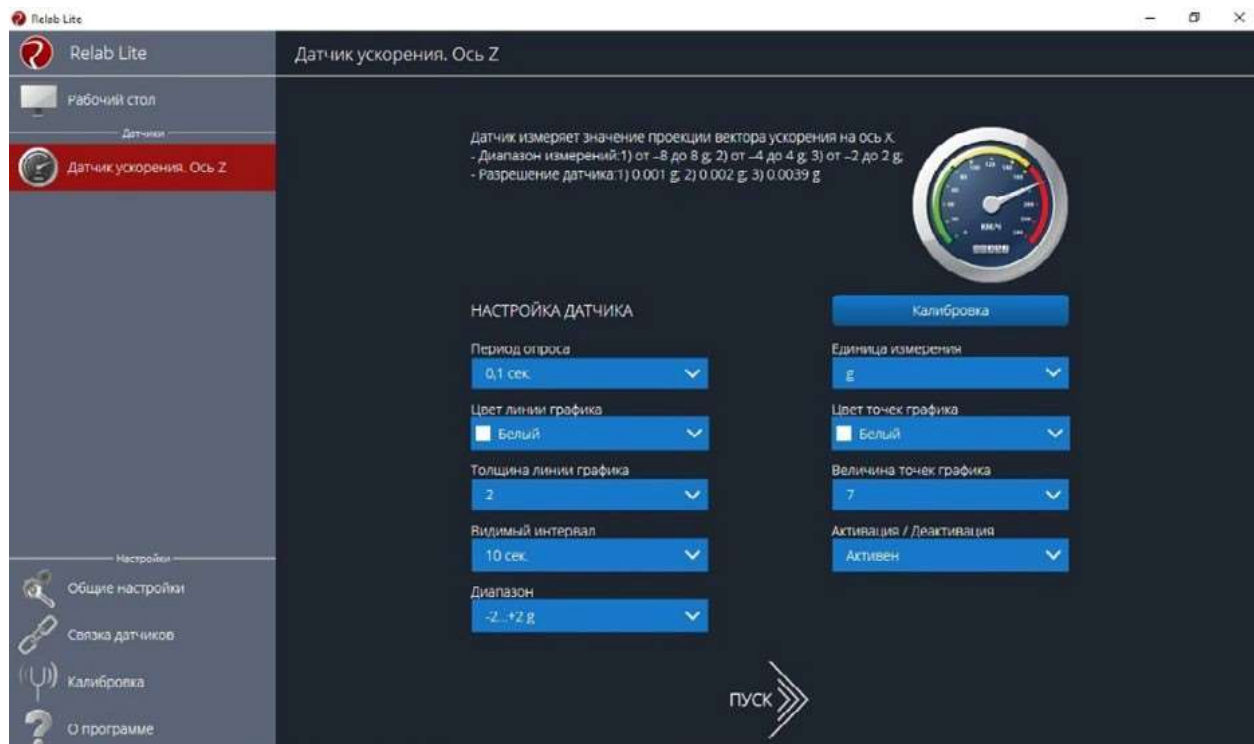 Relab Lite
Relab Lite
Датчик ускорения. Ось Z
Рабочий стол
Датчики
Датчик ускорения. Ось Z
Датчик измеряет значение проекции вектора ускорения на ось X.
- Диапазон измерений:1) от –8 до 8 g; 2) от –4 до 4 g; 3) от –2 до 2 g;
- Разрешение датчика:1) 0.001 g; 2) 0.002 g; 3) 0.0039 g
КМ/Ч
НАСТРОЙКА ДАТЧИКА
Калибровка
Период опроса
Единица измерения
0,1 сек.
g
Цвет линии графика
Цвет точек графика
Белый
Белый
Толщина линии графика
Величина точек графика
2
7
Видимый интервал
Активация / Деактивация
10 сек.
Активен
Диапазон
-2...+2 g
ПУСК
Настройки
Общие настройки
Связка датчиков
Калибровка
О программе